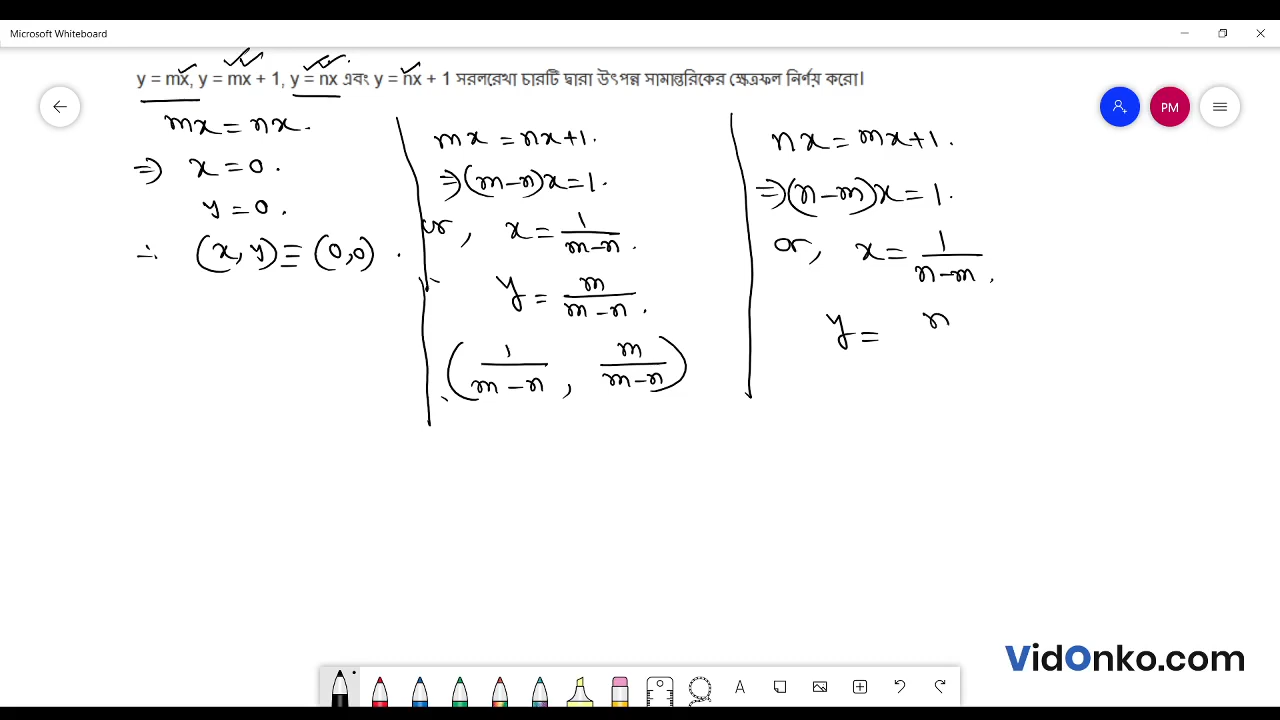 Microsoft Whiteboard
y = mx, y = mx + 1, y = nx এবং y = nx + 1 সরলরেখা চারটি দ্বারা উৎপন্ন সামান্তরিকের ক্ষেত্রফল নির্ণয় করো।
PM
mx = nx.
⇒ x = 0.
y = 0.
∴ (x, y) ≡ (0,0).
mx = nx+1.
⇒ (m-n)x = 1.
or, x = 1/(m-n).
y = m/(m-n).
(1/(m-n), m/(m-n))
nx = mx+1.
⇒ (n-m)x = 1.
or, x = 1/(n-m).
y = n
A
VidOnko.com